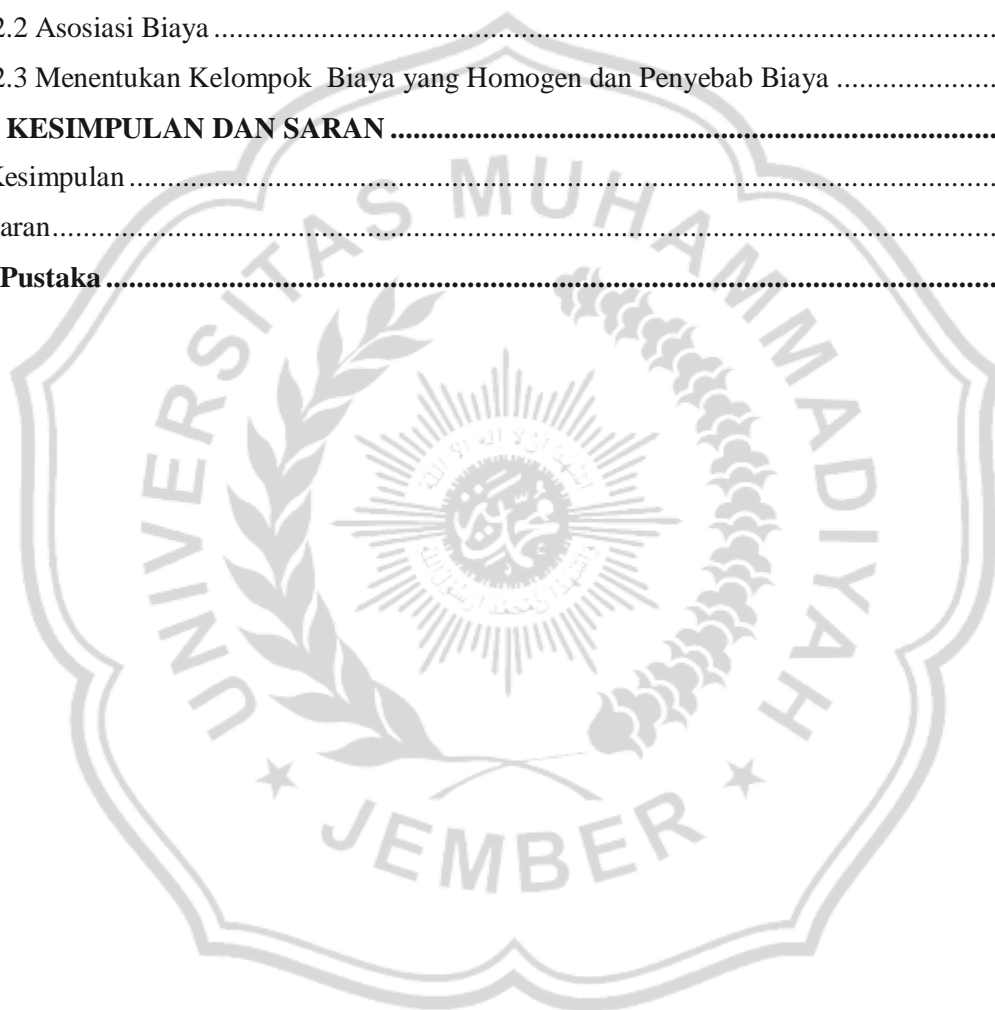 2.2 Asosiasi Biaya ....................................................................................................
2.3 Menentukan Kelompok Biaya yang Homogen dan Penyebab Biaya .....................
KESIMPULAN DAN SARAN ...............................................................................
Kesimpulan ..............................................................................................................
aran..........................................................................................................................
Pustaka .....................................................................................................................
UNIVERSITAS MUHAMMADIYAH
JEMBER